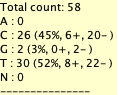 Total count: 58
A : 0
C : 26 (45%, 6+, 20- )
G : 2 (3%, 0+, 2- )
T : 30 (52%, 8+, 22- )
N : 0
---------------